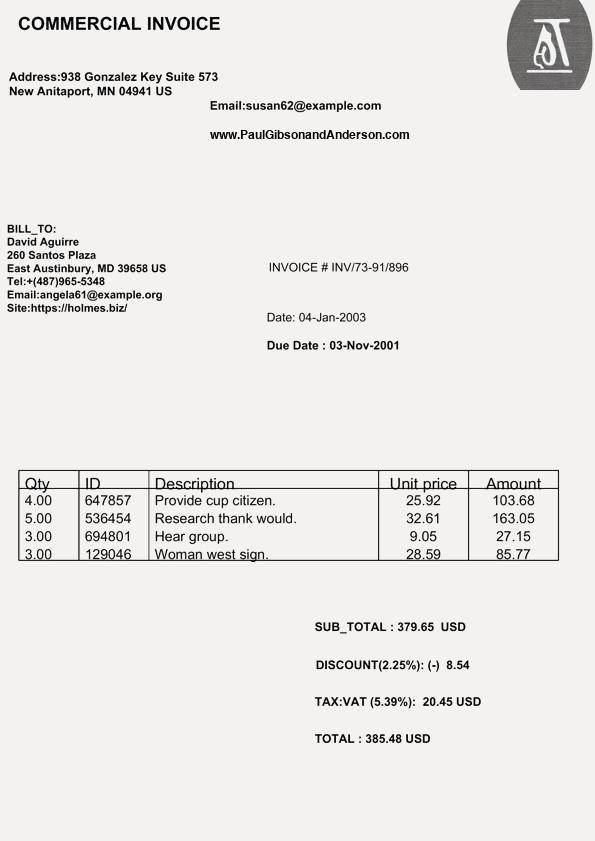 COMMERCIAL INVOICE
Address:938 Gonzalez Key Suite 573
New Anitaport, MN 04941 US
Email:susan62@example.com
www.PaulGibsonandAnderson.com
BILL_TO:
David Aguirre
260 Santos Plaza
East Austinbury, MD 39658 US
Tel:+(487)965-5348
Email:angela61@example.org
Site:https://holmes.biz/
INVOICE # INV/73-91/896
Date: 04-Jan-2003
Due Date : 03-Nov-2001
Qty ID Description Unit price Amount
4.00 647857 Provide cup citizen. 25.92 103.68
5.00 536454 Research thank would. 32.61 163.05
3.00 694801 Hear group. 9.05 27.15
3.00 129046 Woman west sign. 28.59 85.77
SUB_TOTAL : 379.65 USD
DISCOUNT(2.25%): (-) 8.54
TAX:VAT (5.39%): 20.45 USD
TOTAL : 385.48 USD